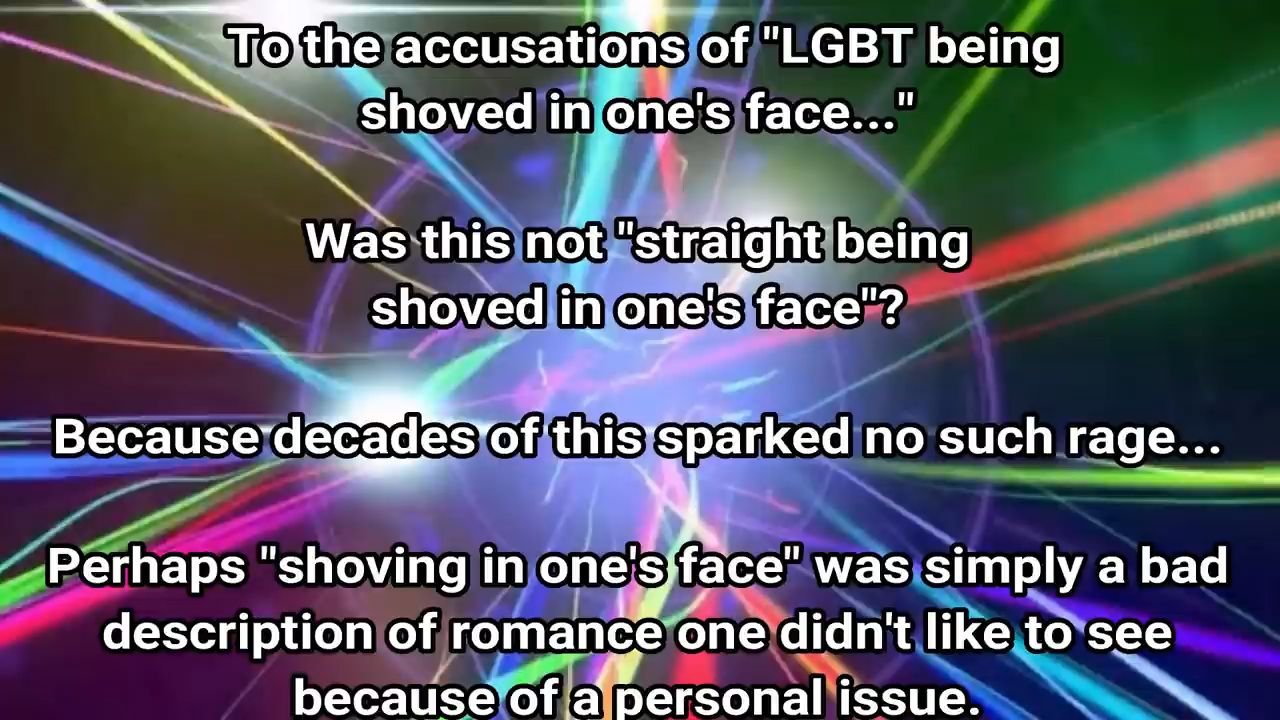 To the accusations of "LGBT being
shoved in one's face..."
Was this not "straight being
shoved in one's face"?
Because decades of this sparked no such rage...
Perhaps "shoving in one's face" was simply a bad
description of romance one didn't like to see
because of a personal issue.